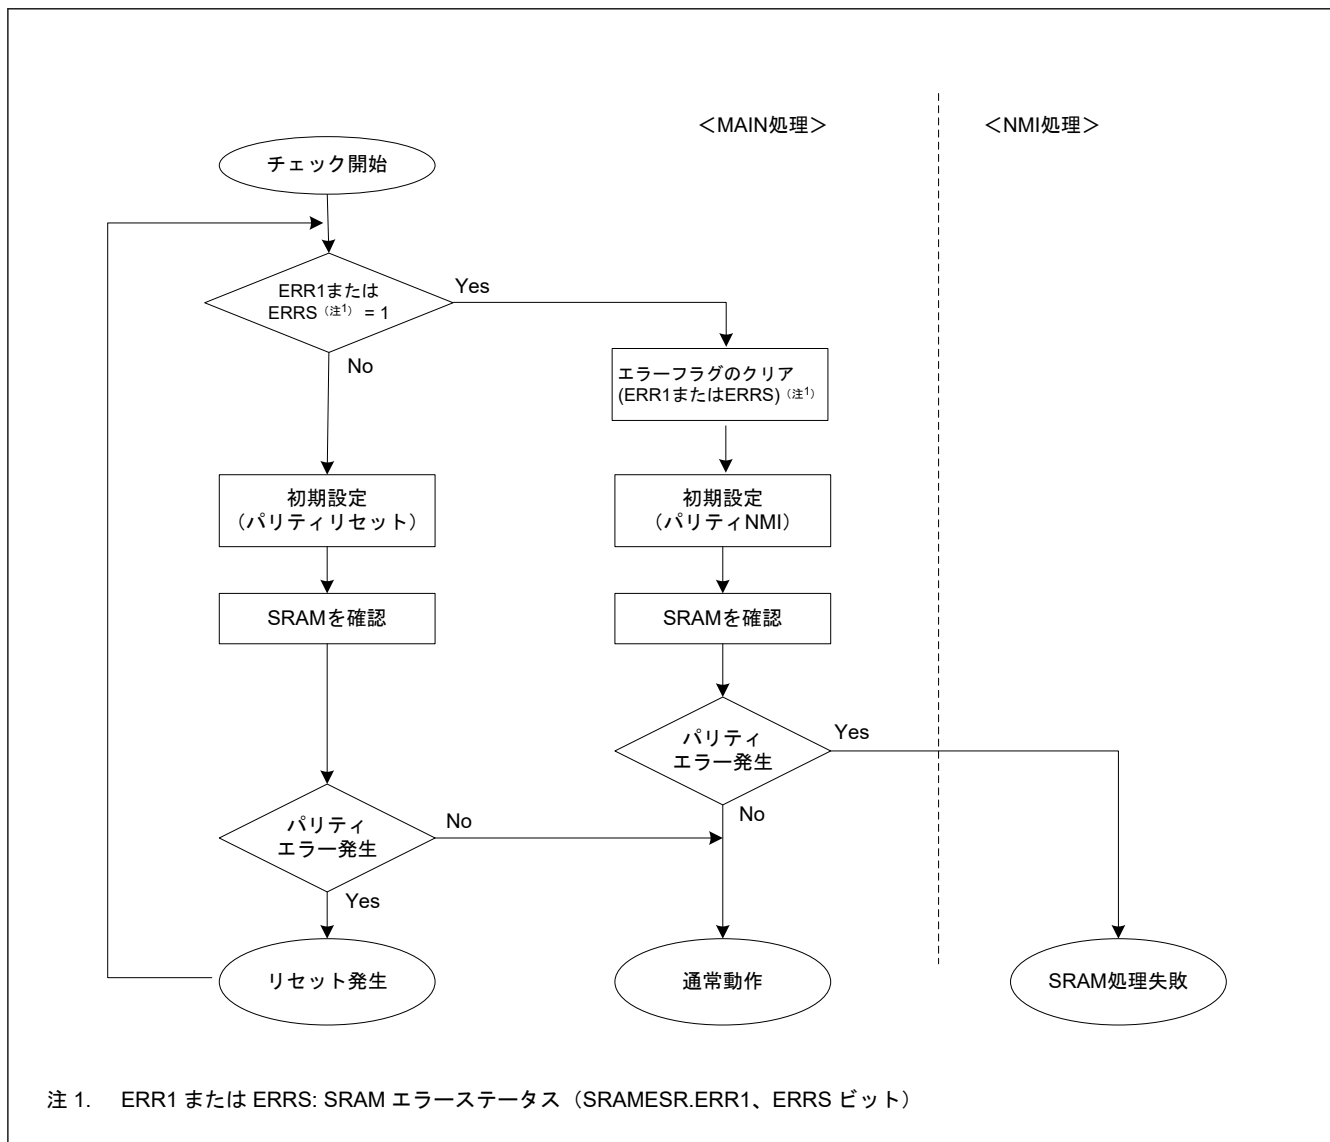 ＜MAIN処理＞
＜NMI処理＞
チェック開始
ERR1または
ERRS（注1） = 1
Yes
No
エラーフラグのクリア
(ERR1またはERRS)（注1）
初期設定
（パリティリセット）
初期設定
（パリティNMI）
SRAMを確認
SRAMを確認
パリティ
エラー発生
Yes
No
パリティ
エラー発生
No
Yes
リセット発生
通常動作
SRAM処理失敗
注 1. ERR1 または ERRS: SRAM エラーステータス（SRAMESR.ERR1、ERRS ビット）